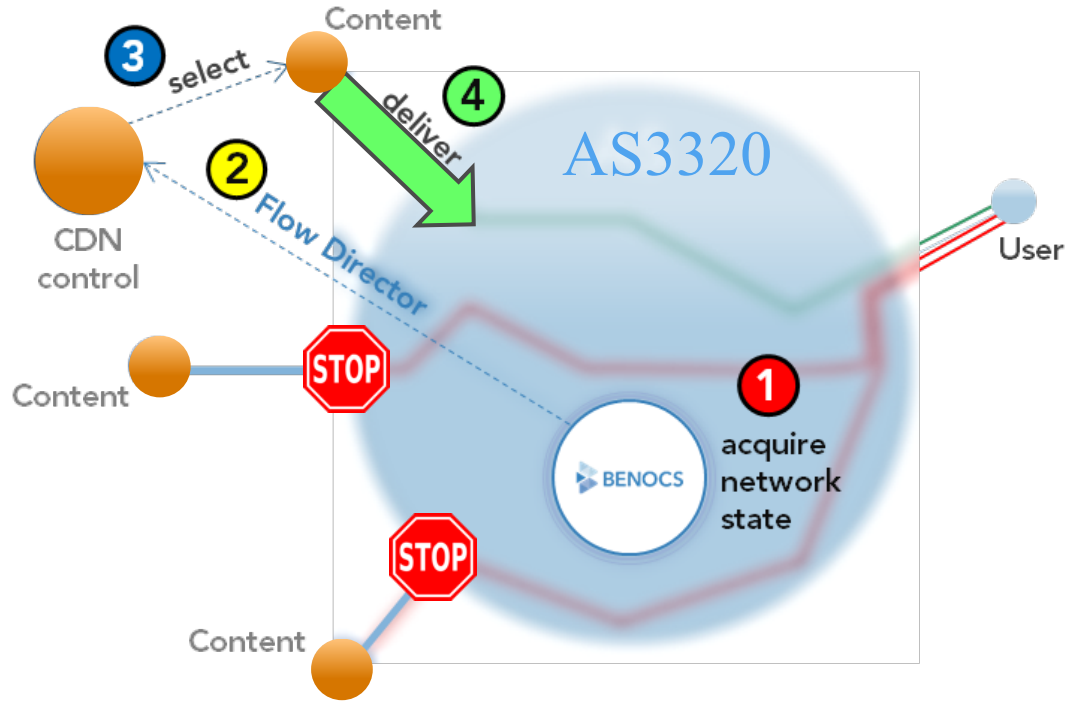 Content
3
select
4
deliver
AS3320
2
Flow Director
CDN
control
User
STOP
Content
1
acquire
network
state
BENOCS
STOP
Content